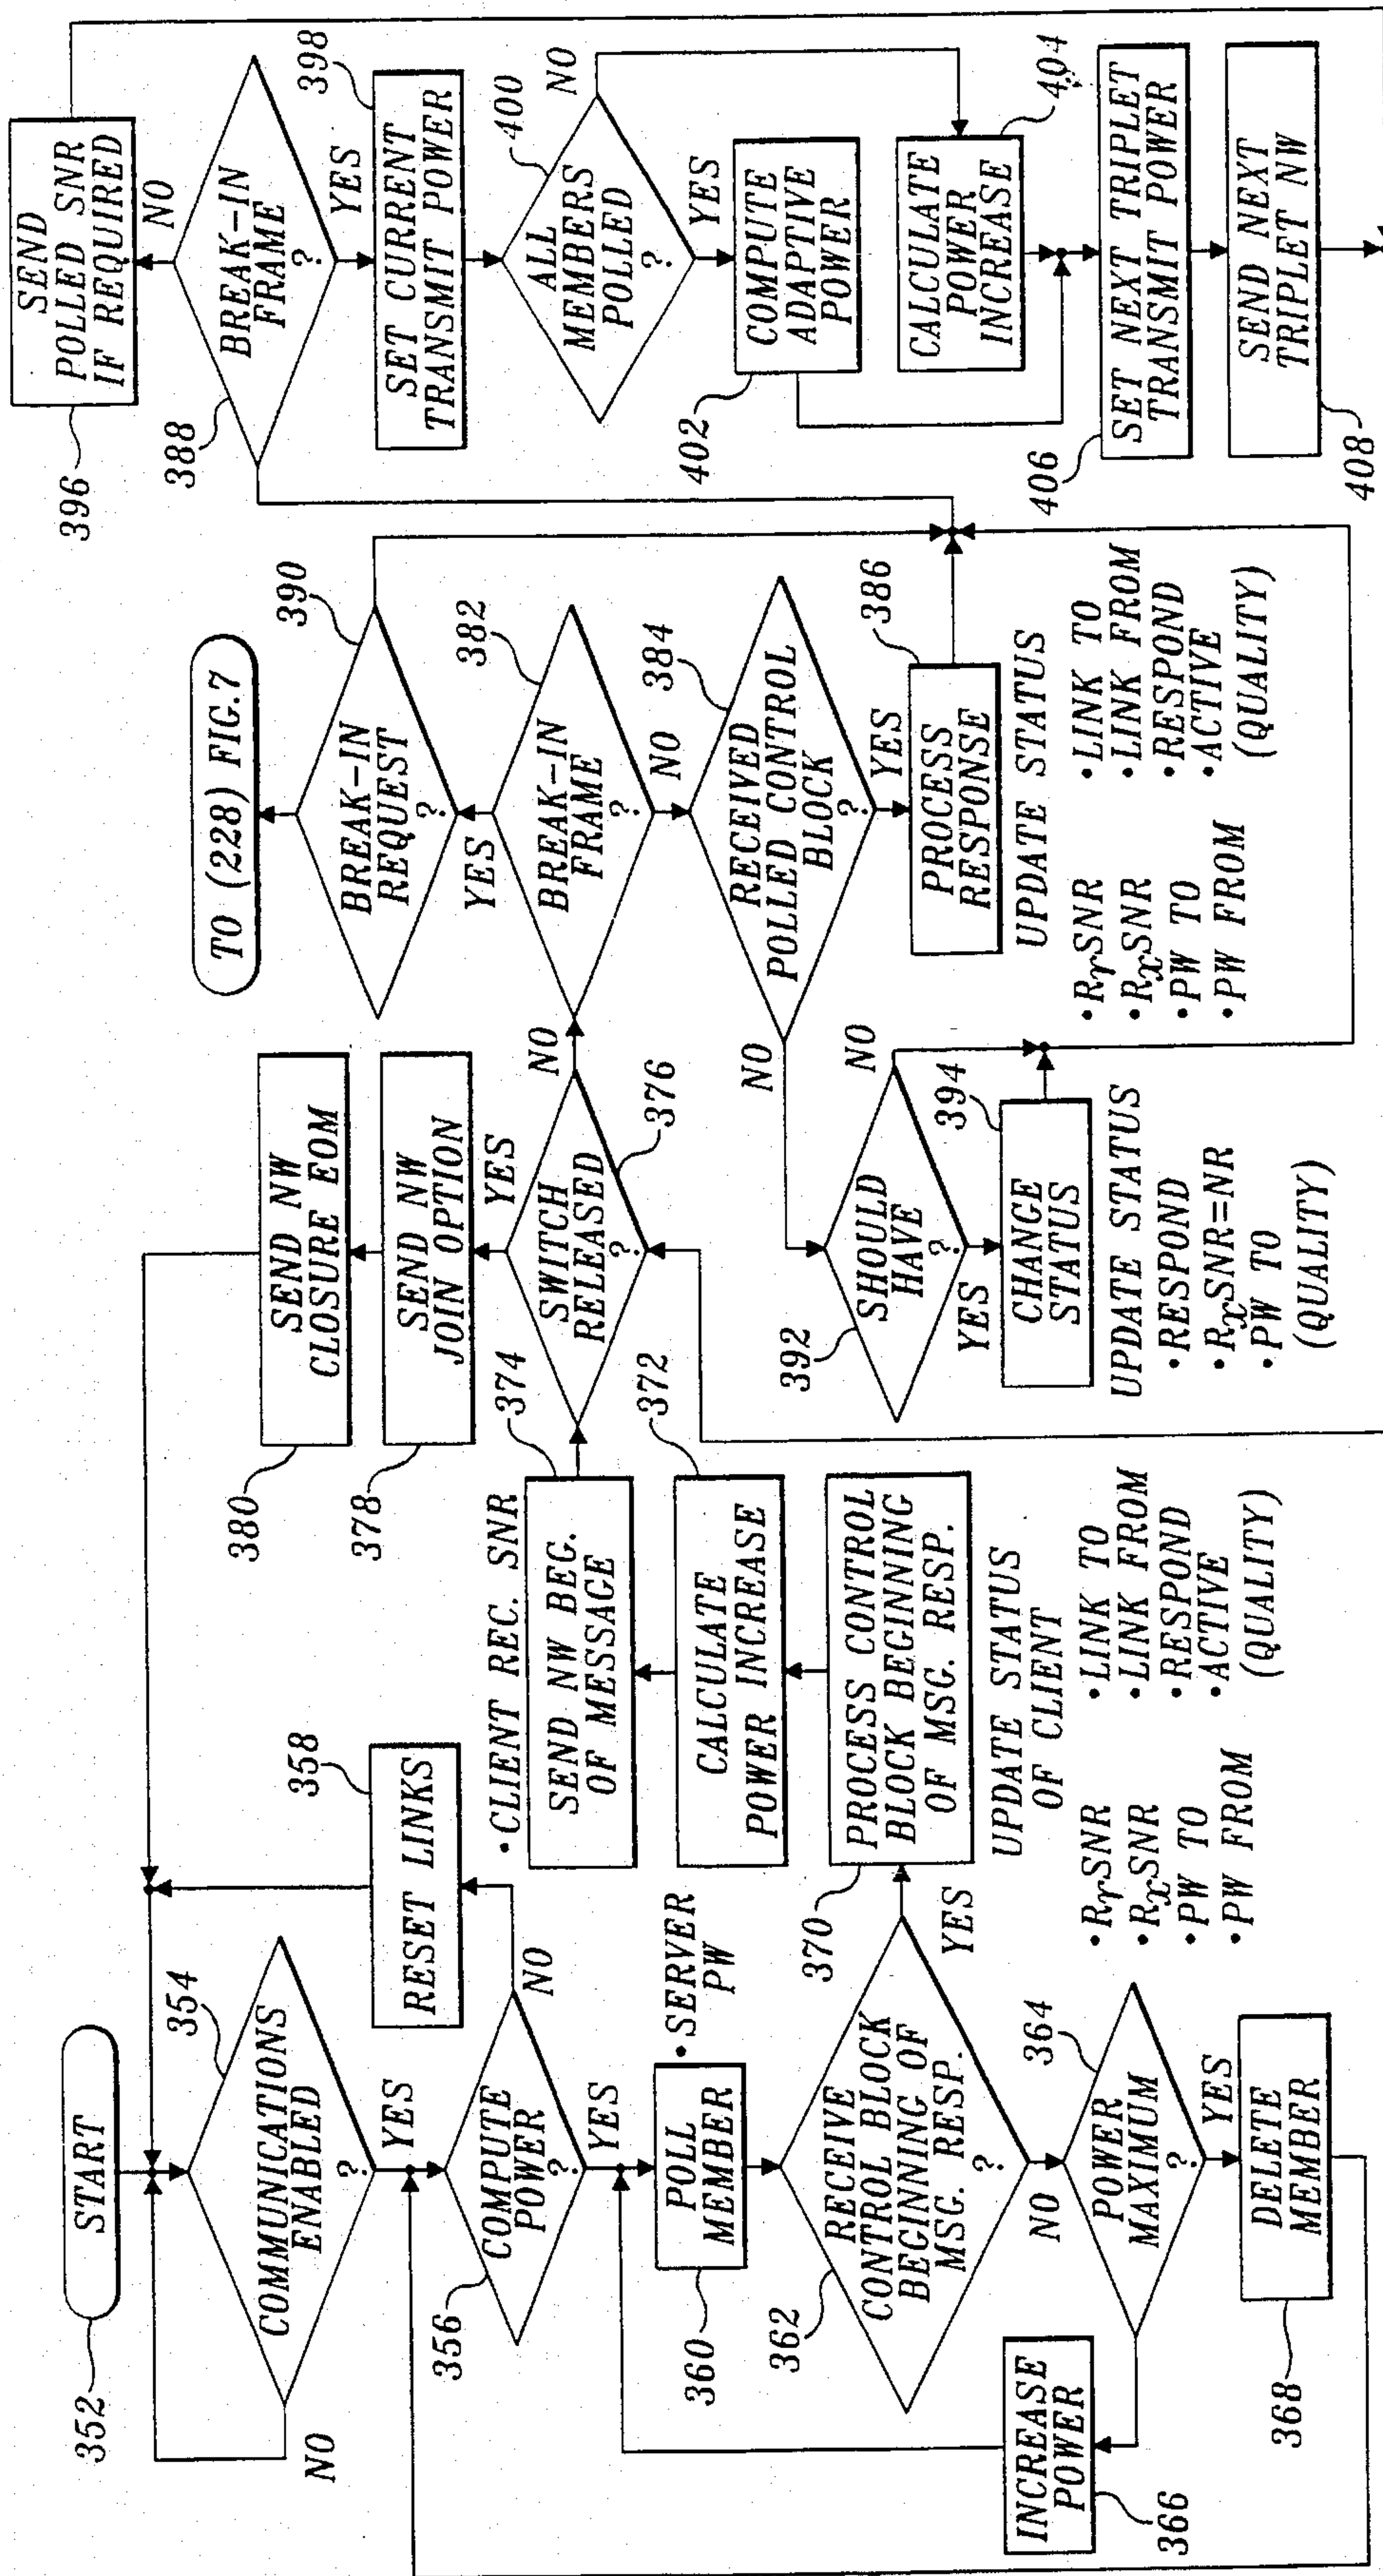 START
352
354
COMMUNICATIONS
ENABLED
?
NO
YES
358
RESET LINKS
356
COMPUTE
POWER
?
NO
YES
360
POLL
MEMBER
•SERVER
PW
362
RECEIVE
CONTROL BLOCK
BEGINNING OF
MSG. RESP.
?
YES
NO
364
POWER
MAXIMUM
?
YES
INCREASE
POWER
366
DELETE
MEMBER
368
370
PROCESS CONTROL
BLOCK BEGINNING
OF MSG. RESP.
UPDATE STATUS
OF CLIENT
•RrSNR
•RxSNR
•PW TO
•PW FROM
•LINK TO
•LINK FROM
•RESPOND
•ACTIVE
(QUALITY)
372
CALCULATE
POWER INCREASE
374
•CLIENT REC. SNR
SEND NW BEG.
OF MESSAGE
380
SEND NW
CLOSURE EOM
378
SEND NW
JOIN OPTION
YES
SWITCH
RELEASED
?
376
NO
TO (228) FIG.7
390
BREAK-IN
REQUEST
?
YES
382
BREAK-IN
FRAME
?
NO
384
RECEIVED
POLLED CONTROL
BLOCK
?
NO
YES
386
PROCESS
RESPONSE
UPDATE STATUS
•RrSNR
•RxSNR
•PW TO
•PW FROM
•LINK TO
•LINK FROM
•RESPOND
•ACTIVE
(QUALITY)
392
SHOULD
HAVE
?
NO
YES
394
CHANGE
STATUS
UPDATE STATUS
•RESPOND
•RxSNR=NR
•PW TO
(QUALITY)
396
SEND
POLLED SNR
IF REQUIRED
NO
388
BREAK-IN
FRAME
?
YES
398
SET CURRENT
TRANSMIT POWER
400
ALL
MEMBERS
POLLED
?
NO
YES
402
COMPUTE
ADAPTIVE
POWER
404
CALCULATE
POWER
INCREASE
406
SET NEXT TRIPLET
TRANSMIT POWER
SEND NEXT
TRIPLET NW
408